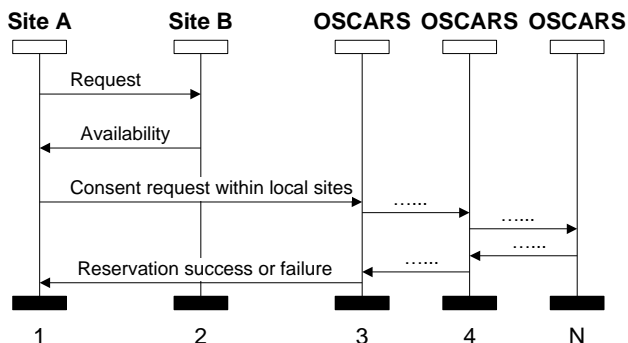 Site A Site B OSCARS OSCARS OSCARS
Request
Availability
Consent request within local sites
…...
…...
…...
…...
Reservation success or failure
1 2 3 4 N